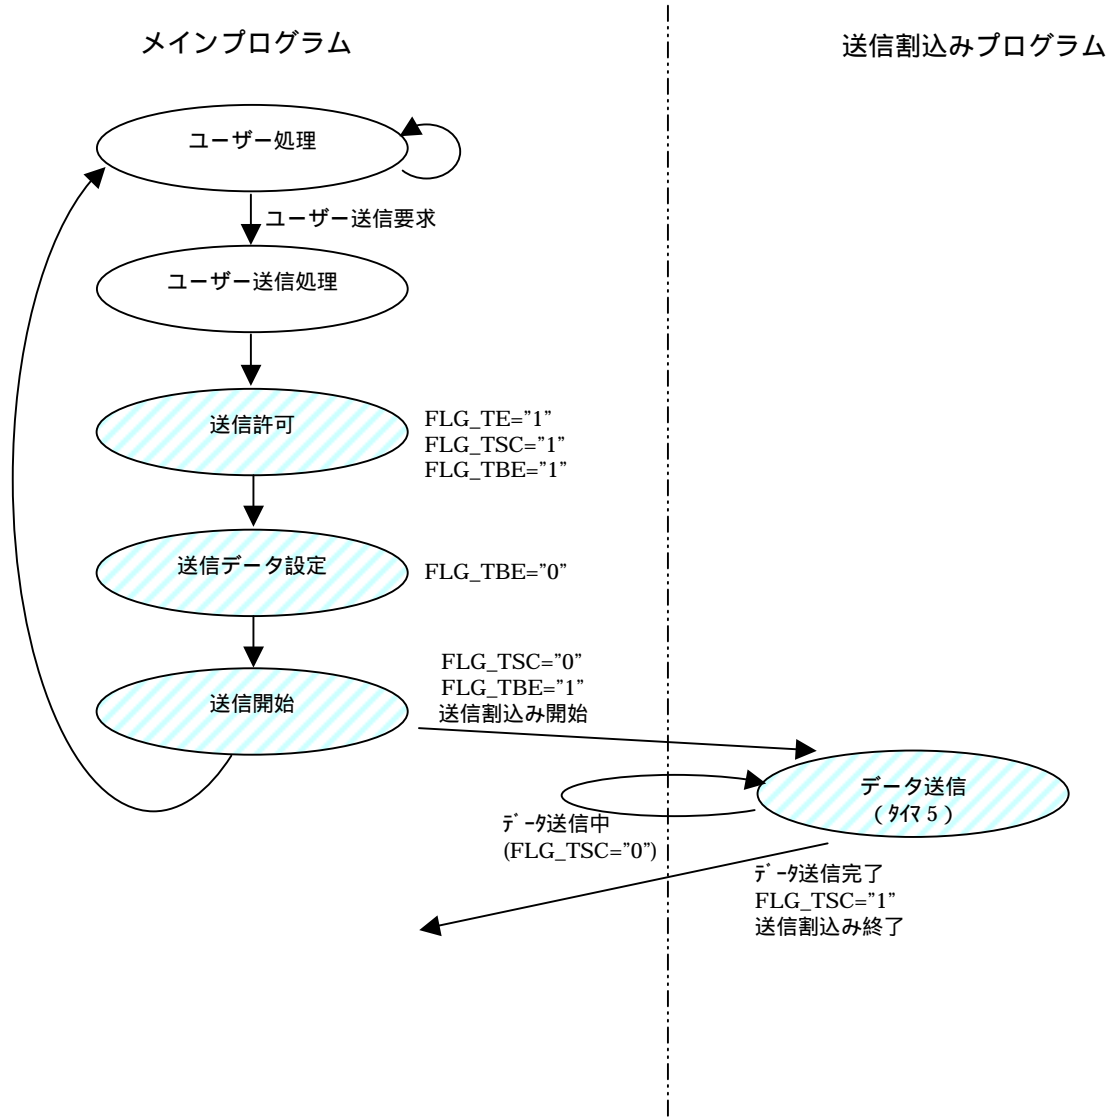 メインプログラム
送信割込みプログラム
ユーザー処理
ユーザー送信要求
ユーザー送信処理
送信許可
FLG_TE="1"
FLG_TSC="1"
FLG_TBE="1"
送信データ設定
FLG_TBE="0"
送信開始
FLG_TSC="0"
FLG_TBE="1"
送信割込み開始
データ送信
(ﾀｲﾏ５)
ﾃﾞｰﾀ送信中
(FLG_TSC="0")
ﾃﾞｰﾀ送信完了
FLG_TSC="1"
送信割込み終了